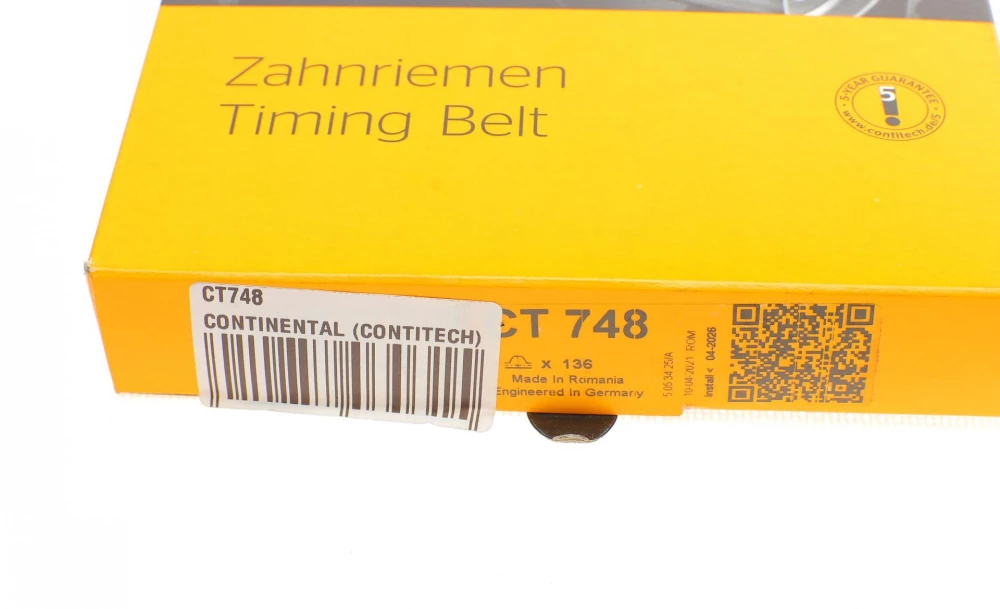 Zahnriemen
Timing Belt
· 5-YEAR GUARANTEE ·
5
www.contitech.de/5
CT748
CONTINENTAL (CONTITECH)
CT 748
x 136
Made In Romania
Engineered In Germany
10-04-2021 ROM
install < 04-2026